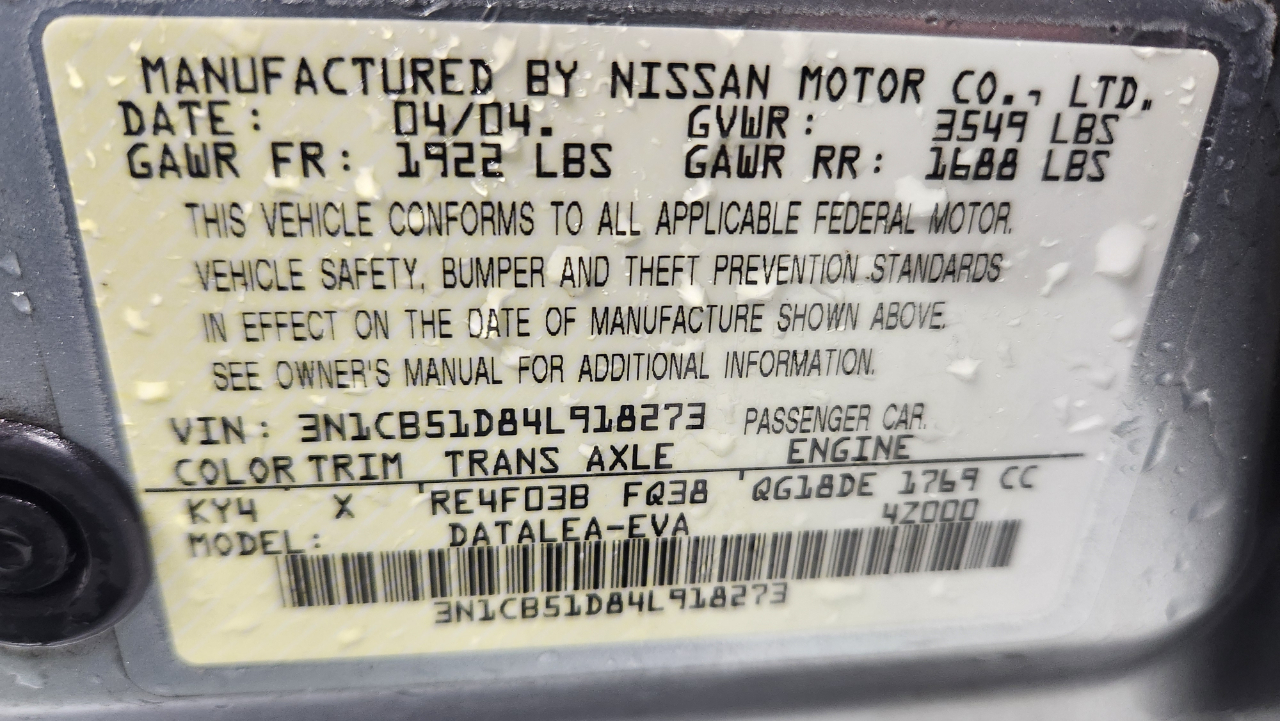 MANUFACTURED BY NISSAN MOTOR CO., LTD.
DATE: 04/04. GVWR: 3549 LBS
GAWR FR: 1922 LBS GAWR RR: 1688 LBS
THIS VEHICLE CONFORMS TO ALL APPLICABLE FEDERAL MOTOR.
VEHICLE SAFETY, BUMPER AND THEFT PREVENTION STANDARDS
IN EFFECT ON THE DATE OF MANUFACTURE SHOWN ABOVE.
SEE OWNER'S MANUAL FOR ADDITIONAL INFORMATION.
VIN: 3N1CB51D84L918273 PASSENGER CAR.
COLOR TRIM TRANS AXLE ENGINE
KY4 X RE4F03B FQ38 QG18DE 1769 CC
MODEL: DATALEA-EVA 4Z000
3N1CB51D84L918273